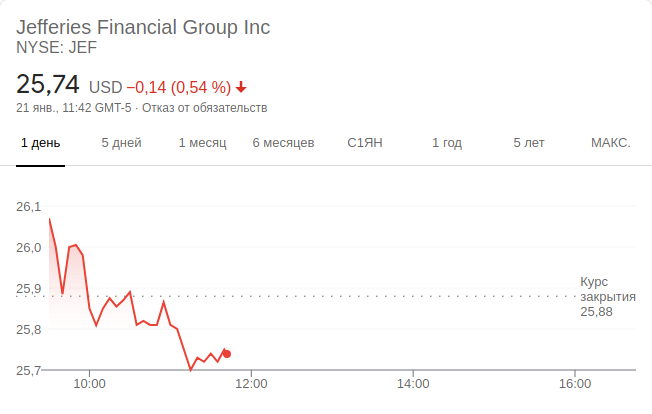 Jefferies Financial Group Inc
NYSE: JEF
25,74 USD −0,14 (0,54 %)
21 янв., 11:42 GMT-5 · Отказ от обязательств
1 день 5 дней 1 месяц 6 месяцев С1ЯН 1 год 5 лет МАКС.
26,1
26,0
25,9
Курс
закрытия
25,88
25,8
25,7
10:00 12:00 14:00 16:00